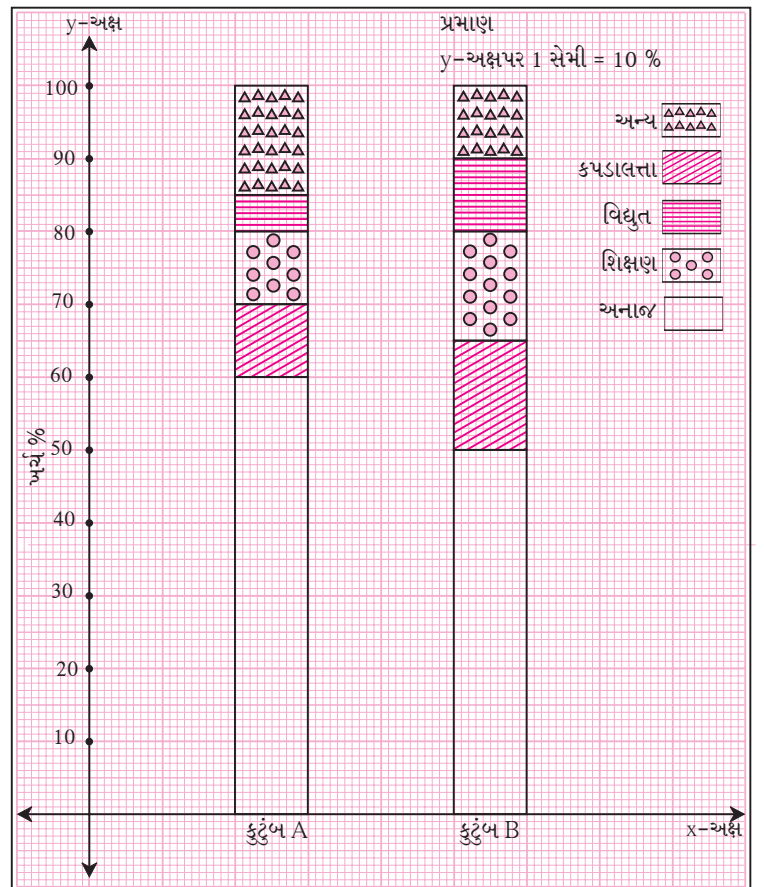 y-અક્ષ
પ્રમાણ
y-અક્ષપર 1 સેમી = 10 %
100
90
80
70
60
50
40
30
20
10
ખર્ચ %
અન્ય
કપડાલત્તા
વિદ્યુત
શિક્ષણ
અનાજ
કુટુંબ A
કુટુંબ B
x-અક્ષ